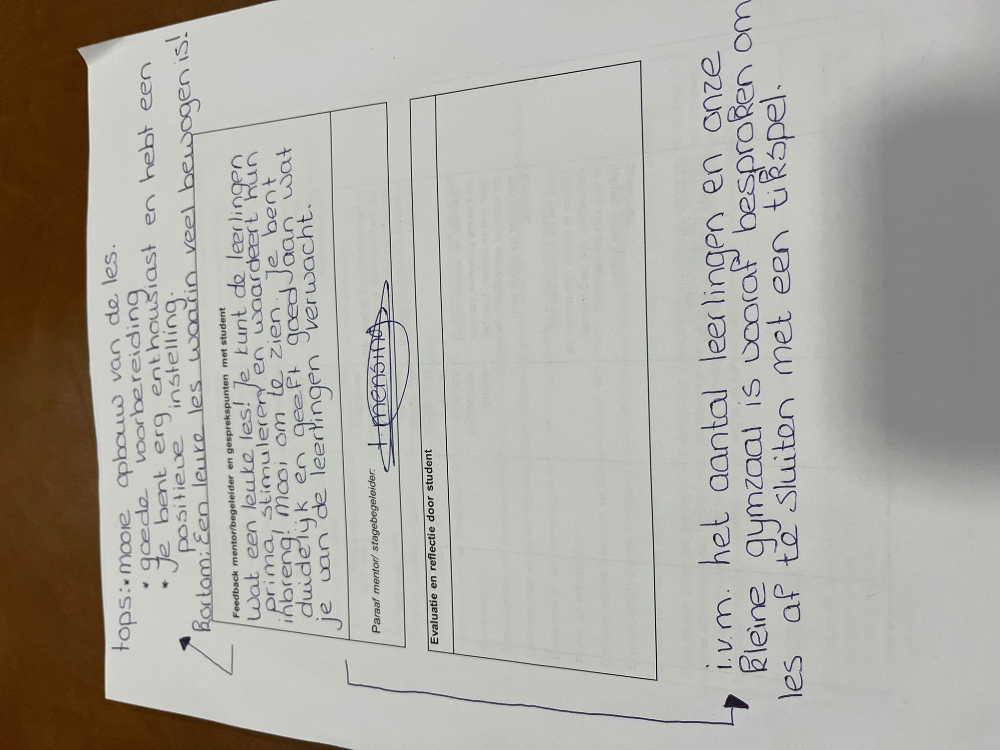 tops: * mooie opbouw van de les.
* goede voorbereiding
* Je bent erg enthousiast en hebt een
positieve instelling.
Kortom: Een leuke les waarin veel bewogen is!
Feedback mentor/begeleider en gesprekspunten met student
Wat een leuke les! Je kunt de leerlingen
prima stimuleren en waardeert hun
inbreng! Mooi om te zien. Je bent
duidelijk en geeft goed aan wat
je van de leerlingen verwacht.
Paraaf mentor/ stagebegeleider:
Evaluatie en reflectie door student
i.v.m. het aantal leerlingen en onze
kleine gymzaal is vooraf besproken om
les af te sluiten met een tikspel.